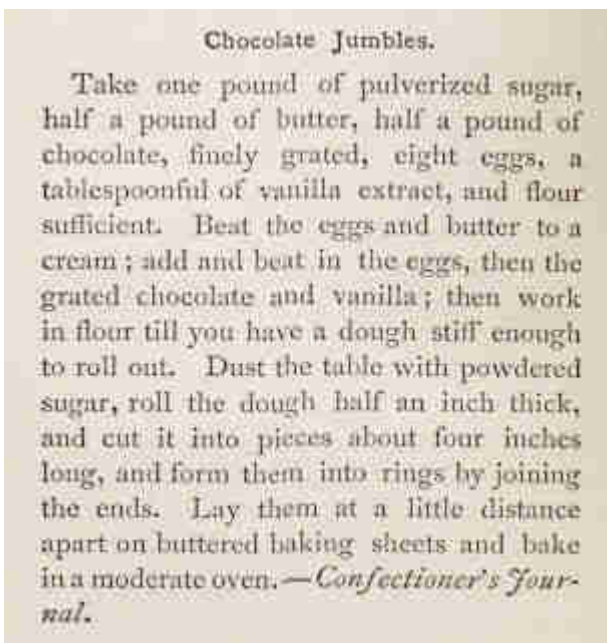 Chocolate Jumbles.
Take one pound of pulverized sugar,
half a pound of butter, half a pound of
chocolate, finely grated, eight eggs, a
tablespoonful of vanilla extract, and flour
sufficient. Beat the eggs and butter to a
cream; add and beat in the eggs, then the
grated chocolate and vanilla; then work
in flour till you have a dough stiff enough
to roll out. Dust the table with powdered
sugar, roll the dough half an inch thick,
and cut it into pieces about four inches
long, and form them into rings by joining
the ends. Lay them at a little distance
apart on buttered baking sheets and bake
in a moderate oven.—Confectioner's Jour-
nal.